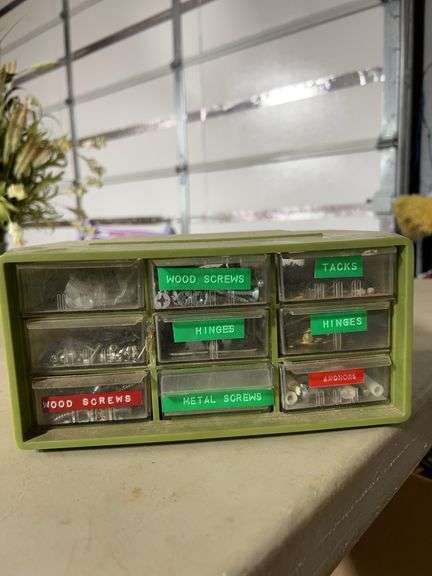 WOOD SCREWS
TACKS
HINGES
HINGES
WOOD SCREWS
METAL SCREWS
ANCHORS